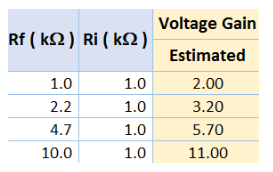 Rf ( kΩ ) Ri ( kΩ ) Voltage Gain
Estimated
1.0 1.0 2.00
2.2 1.0 3.20
4.7 1.0 5.70
10.0 1.0 11.00